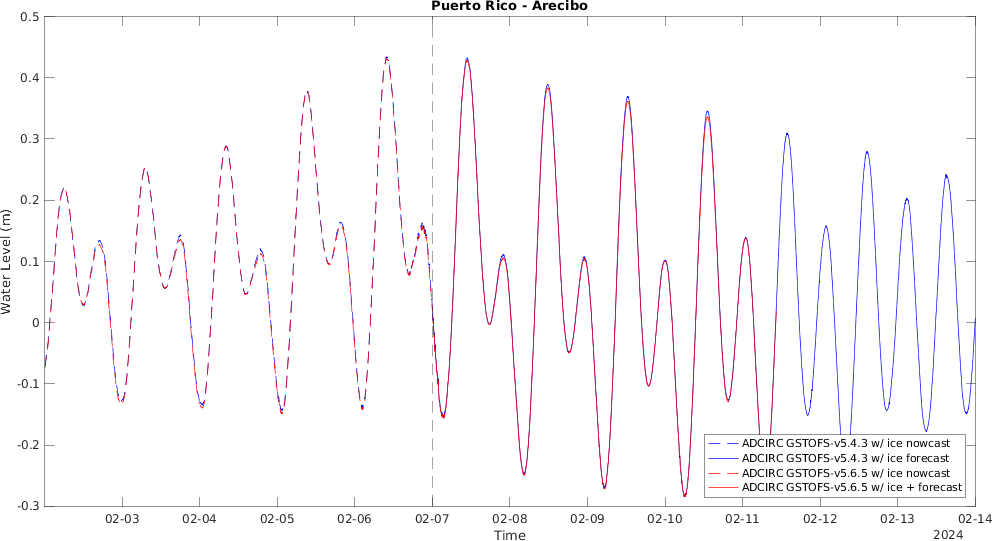 Puerto Rico - Arecibo
0.5
0.4
0.3
0.2
0.1
0
-0.1
-0.2
-0.3
Water Level (m)
ADCIRC GSTOFS-v5.4.3 w/ ice nowcast
ADCIRC GSTOFS-v5.4.3 w/ ice forecast
ADCIRC GSTOFS-v5.6.5 w/ ice nowcast
ADCIRC GSTOFS-v5.6.5 w/ ice + forecast
02-03 02-04 02-05 02-06 02-07 02-08 02-09 02-10 02-11 02-12 02-13 02-14
Time
2024